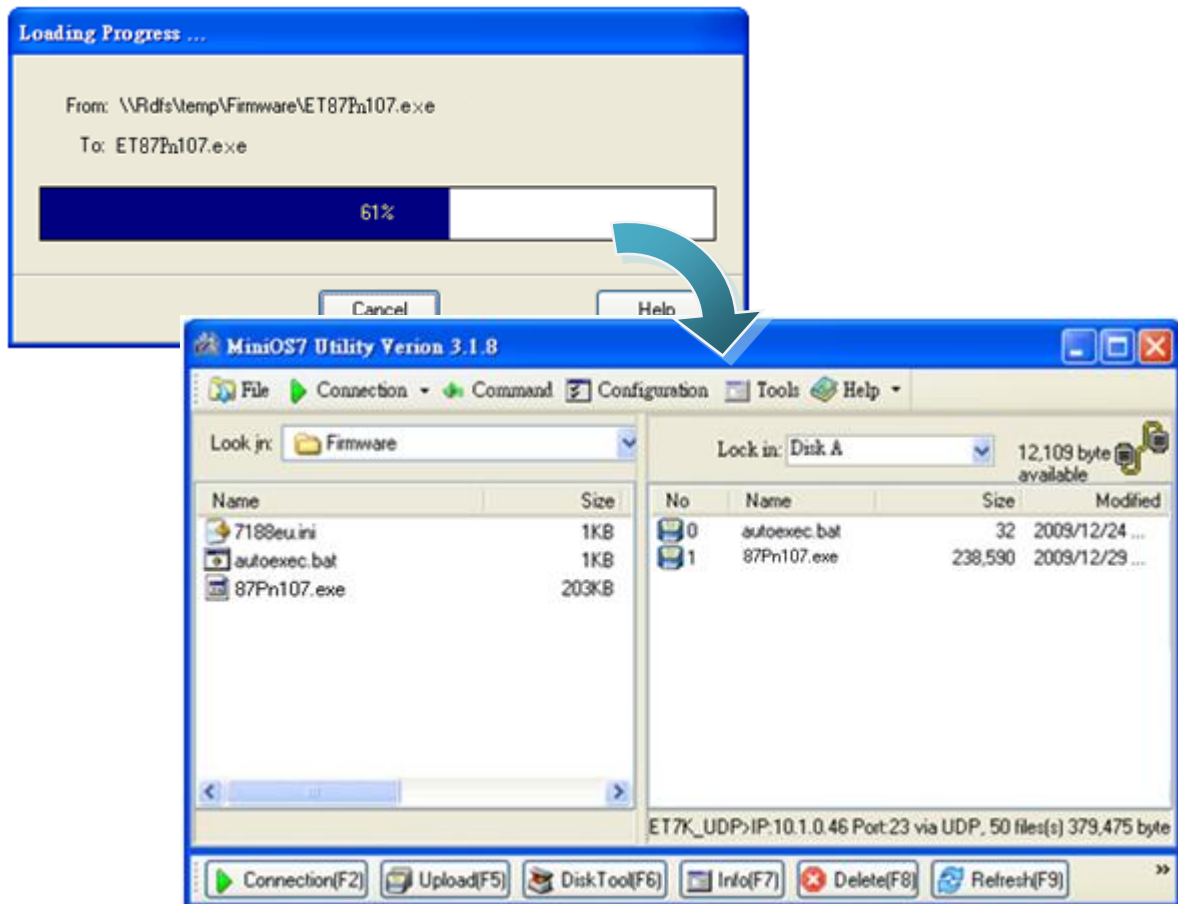 Loading Progress ...
From: \\Rdfs\temp\Firmware\ET87Pn107.exe
To: ET87Pn107.exe
61%
Cancel Help
MiniOS7 Utility Verion 3.1.8
File Connection Command Configuration Tools Help
Look in: Firmware
Lock in: Disk A
12,109 byte
available
Name Size
7188eu.ini 1KB
autoexec.bat 1KB
87Pn107.exe 203KB
No Name Size Modified
0 autoexec.bat 32 2009/12/24 ...
1 87Pn107.exe 238,590 2009/12/29 ...
ET7K_UDP>IP:10.1.0.46 Port:23 via UDP, 50 files(s) 379,475 byte
Connection(F2) Upload(F5) DiskTool(F6) Info(F7) Delete(F8) Refresh(F9) »